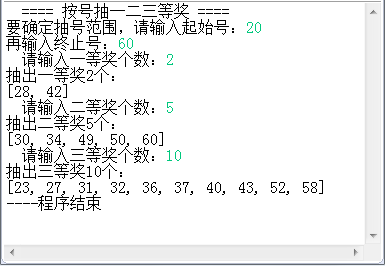 ==== 按号抽一二三等奖 ====
要确定抽号范围，请输入起始号：20
再输入终止号：60
请输入一等奖个数：2
抽出一等奖2个：
[28, 42]
请输入二等奖个数：5
抽出二等奖5个：
[30, 34, 49, 50, 60]
请输入三等奖个数：10
抽出三等奖10个：
[23, 27, 31, 32, 36, 37, 40, 43, 52, 58]
----程序结束